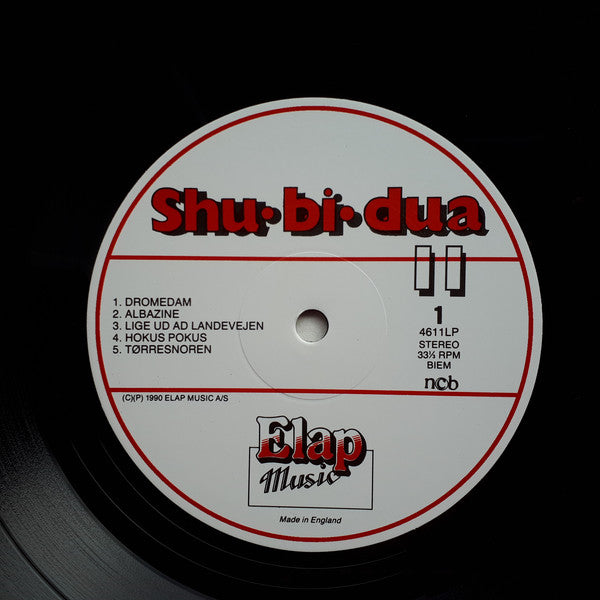 Shu·bi·dua
11
1. DROMEDAM
2. ALBAZINE
3. LIGE UD AD LANDEVEJEN
4. HOKUS POKUS
5. TØRRESNOREN
1
4611LP
STEREO
33⅓ RPM
BIEM
ncb
(C)(P) 1990 ELAP MUSIC A/S
Elap
Music
Made in England